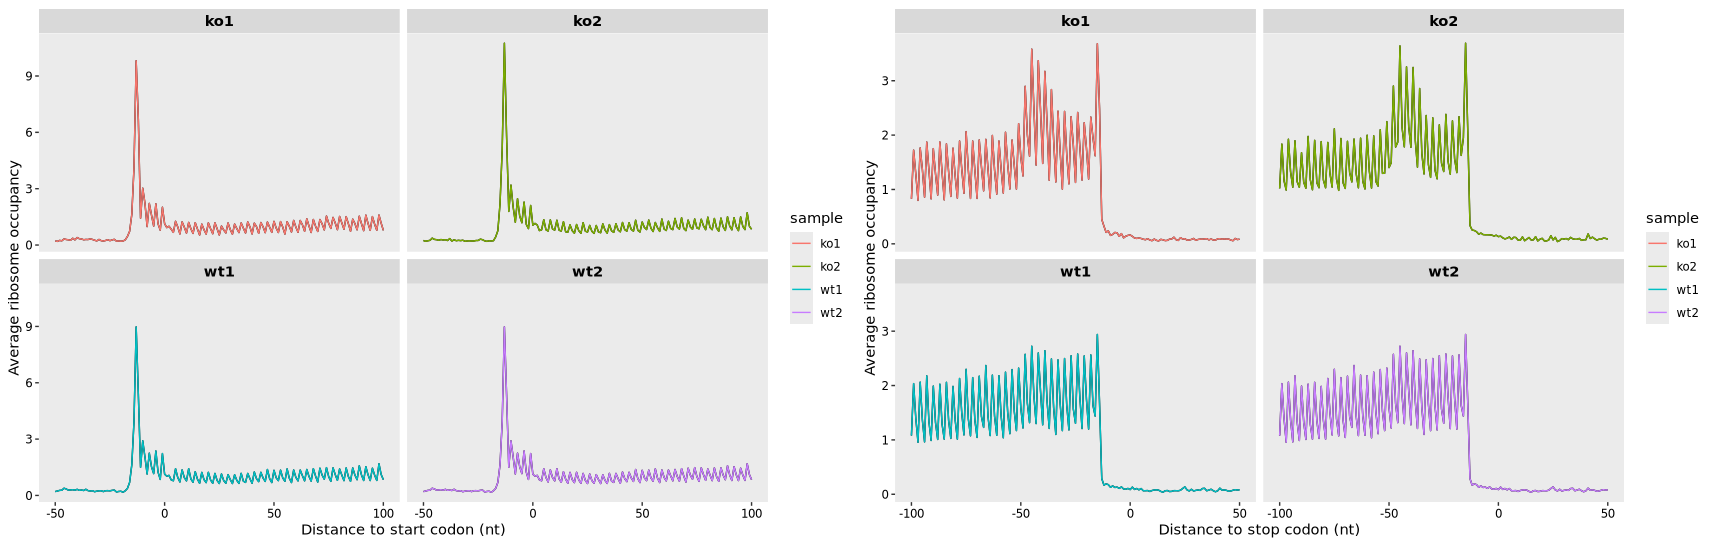 ko1
ko2
9
6
3
0
wt1
wt2
9
6
3
0
-50
0
50
100
-50
0
50
100
Distance to start codon (nt)
Average ribosome occupancy
sample
ko1
ko2
wt1
wt2
ko1
ko2
3
2
1
0
wt1
wt2
3
2
1
0
-100
-50
0
50
-100
-50
0
50
Distance to stop codon (nt)
Average ribosome occupancy
sample
ko1
ko2
wt1
wt2